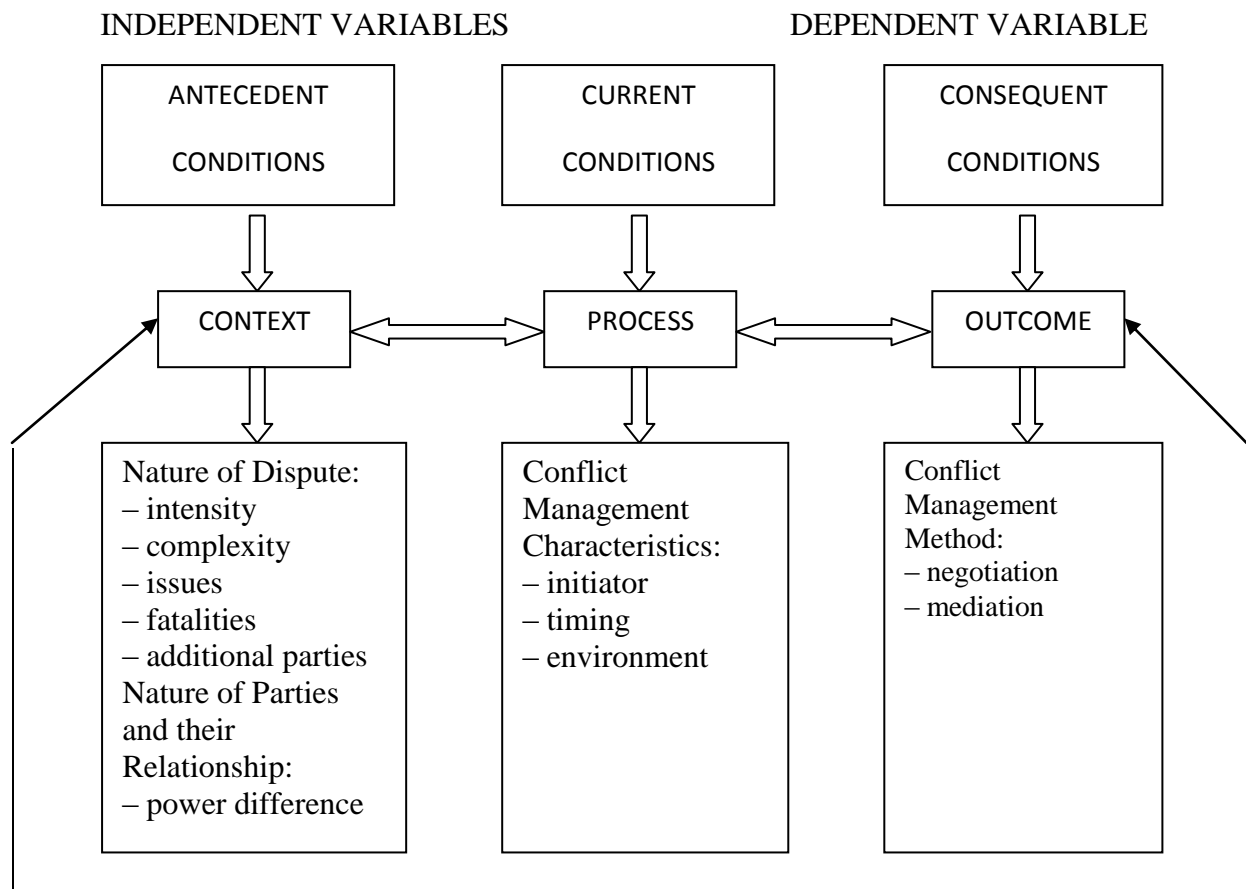 INDEPENDENT VARIABLES
DEPENDENT VARIABLE
ANTECEDENT
CONDITIONS
CURRENT
CONDITIONS
CONSEQUENT
CONDITIONS
CONTEXT
PROCESS
OUTCOME
Nature of Dispute:
– intensity
– complexity
– issues
– fatalities
– additional parties
Nature of Parties
and their
Relationship:
– power difference
Conflict
Management
Characteristics:
– initiator
– timing
– environment
Conflict
Management
Method:
– negotiation
– mediation